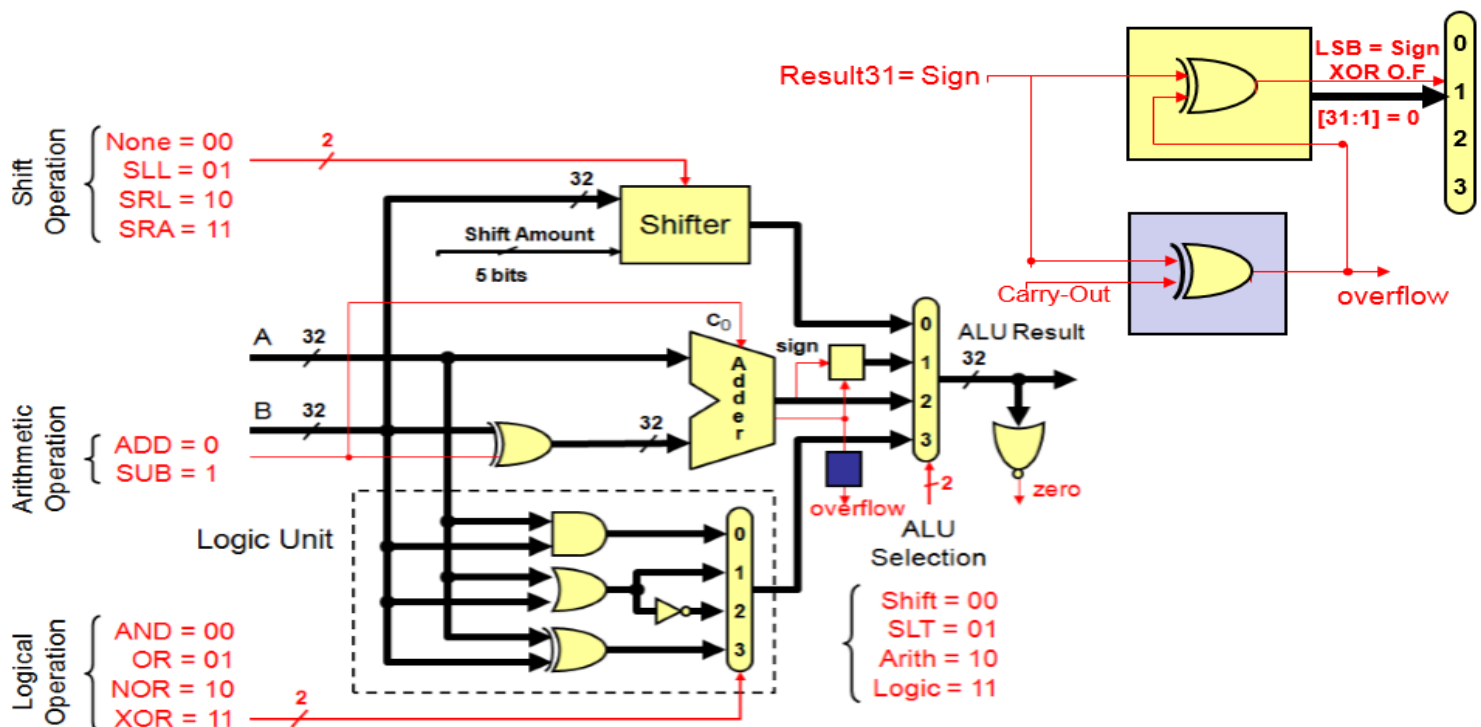 Shift
Operation
None = 00
SLL = 01
SRL = 10
SRA = 11
2
32
Shifter
Shift Amount
5 bits
Result31= Sign
LSB = Sign
XOR O.F
[31:1] = 0
0
1
2
3
Carry-Out
overflow
A
32
B
32
C0
Adder
32
sign
0
1
2
3
ALU Result
32
zero
2
overflow
ALU
Selection
Shift = 00
SLT = 01
Arith = 10
Logic = 11
Arithmetic
Operation
ADD = 0
SUB = 1
Logic Unit
0
1
2
3
Logical
Operation
AND = 00
OR = 01
NOR = 10
XOR = 11
2